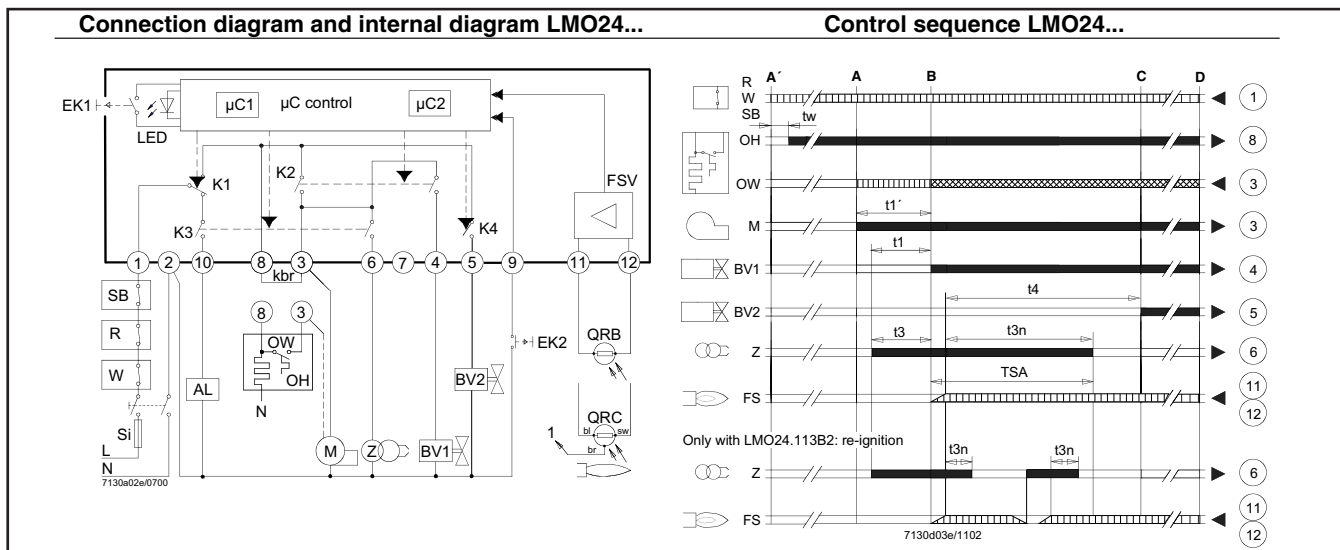 Connection diagram and internal diagram LMO24...
EK1
LED
µC1
µC control
µC2
K1
K2
FSV
K3
K4
1 2 10 8 3 6 7 4 5 9 11 12
kbr
SB
R
W
Si
L
N
AL
8 3
OW
OH
N
M
Z
BV1
BV2
EK2
QRB
QRC
bl sw
br
1
7130a02e/0700
Control sequence LMO24...
A´ A B C D
R
W
SB
1
tw
OH
8
OW
3
t1´
M
3
t1
BV1
4
t4
BV2
5
t3 t3n
Z
6
TSA
FS
11
12
Only with LMO24.113B2: re-ignition
t3n t3n
Z
6
FS
11
12
7130d03e/1102